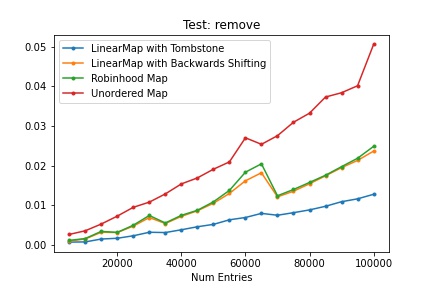 Test: remove
0.05
0.04
0.03
0.02
0.01
0.00
LinearMap with Tombstone
LinearMap with Backwards Shifting
Robinhood Map
Unordered Map
20000 40000 60000 80000 100000
Num Entries